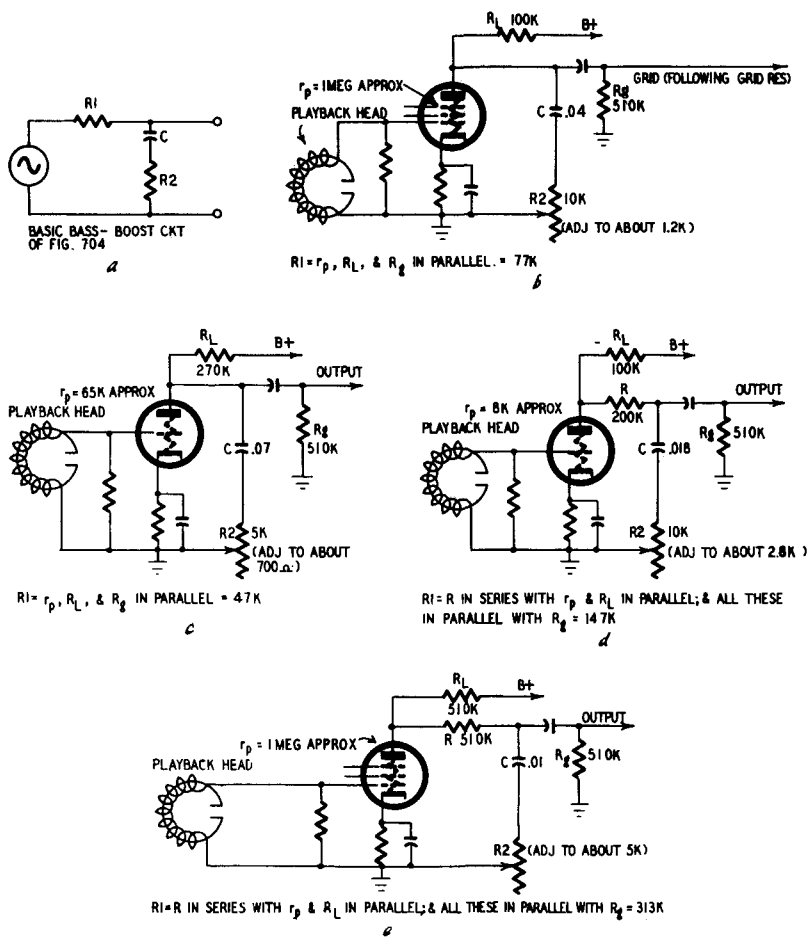 R1
C
R2
BASIC BASS-BOOST CKT
OF FIG. 704
a
RL 100K
B+
rp = 1MEG APPROX
PLAYBACK HEAD
GRID (FOLLOWING GRID RES)
C .04
Rg
510K
R2 10K
(ADJ TO ABOUT 1.2K)
R1 = rp, RL, & Rg IN PARALLEL. = 77K
b
RL
270K
B+
OUTPUT
rp = 65K APPROX
PLAYBACK HEAD
C .07
Rg
510K
R2 5K
(ADJ TO ABOUT
700Ω)
R1 = rp, RL, & Rg IN PARALLEL = 47K
c
RL
100K
B+
R
200K
OUTPUT
rp = 8K APPROX
PLAYBACK HEAD
C .018
Rg 510K
R2 10K
(ADJ TO ABOUT 2.8K)
R1 = R IN SERIES WITH rp & RL IN PARALLEL; & ALL THESE
IN PARALLEL WITH Rg = 147K
d
RL
510K
B+
R 510K
OUTPUT
rp = 1MEG APPROX
PLAYBACK HEAD
C .01
Rg 510K
R2 (ADJ TO ABOUT 5K)
R1 = R IN SERIES WITH rp & RL IN PARALLEL; & ALL THESE IN PARALLEL WITH Rg = 313K
e